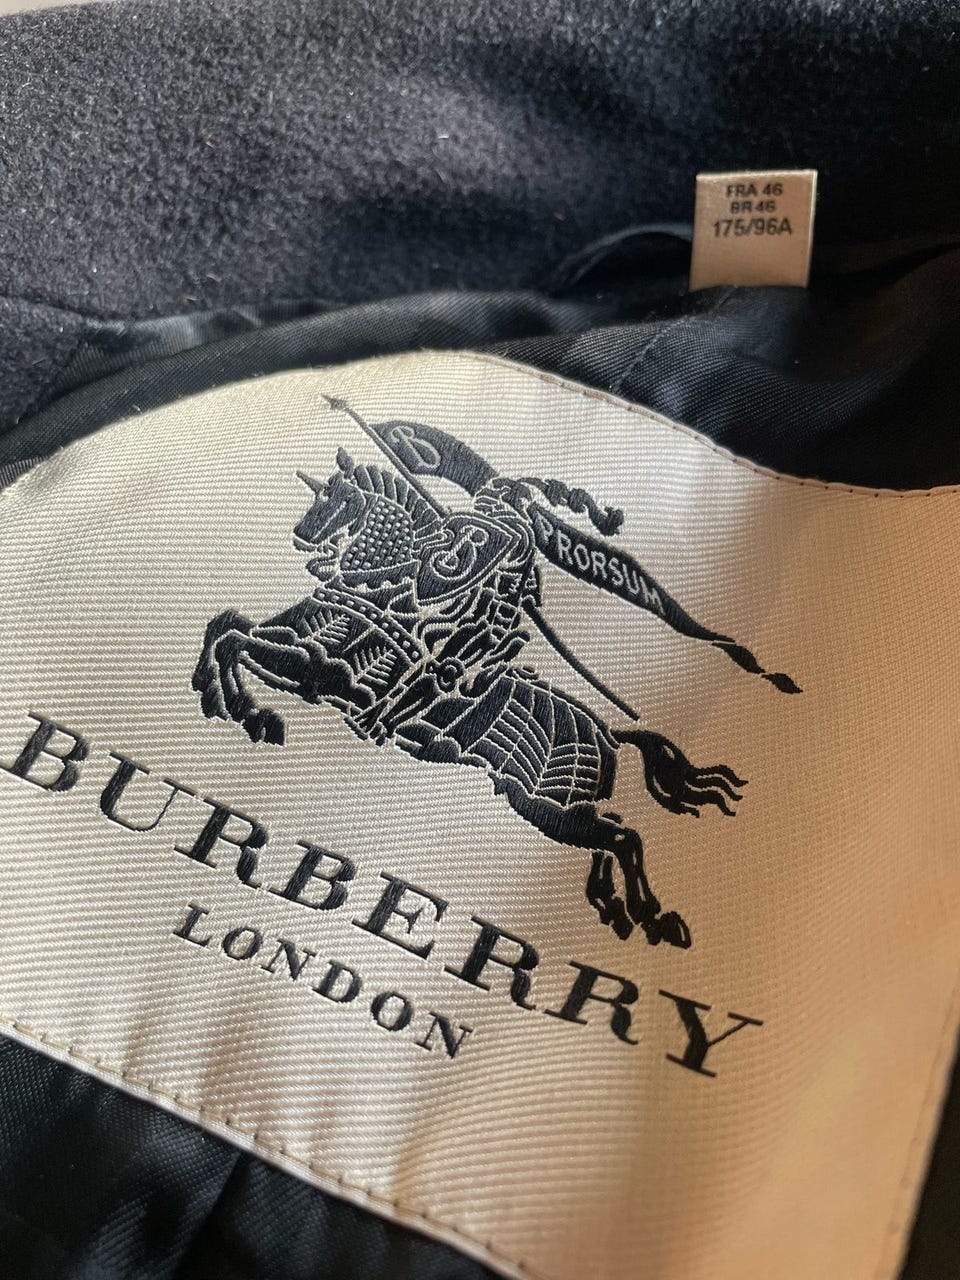 FRA 46
BR 46
175/96A
B
B
PRORSUM
BURBERRY
LONDON